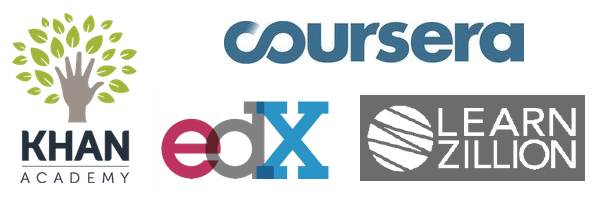 coursera
KHAN
ACADEMY
edX
LEARN
ZILLION